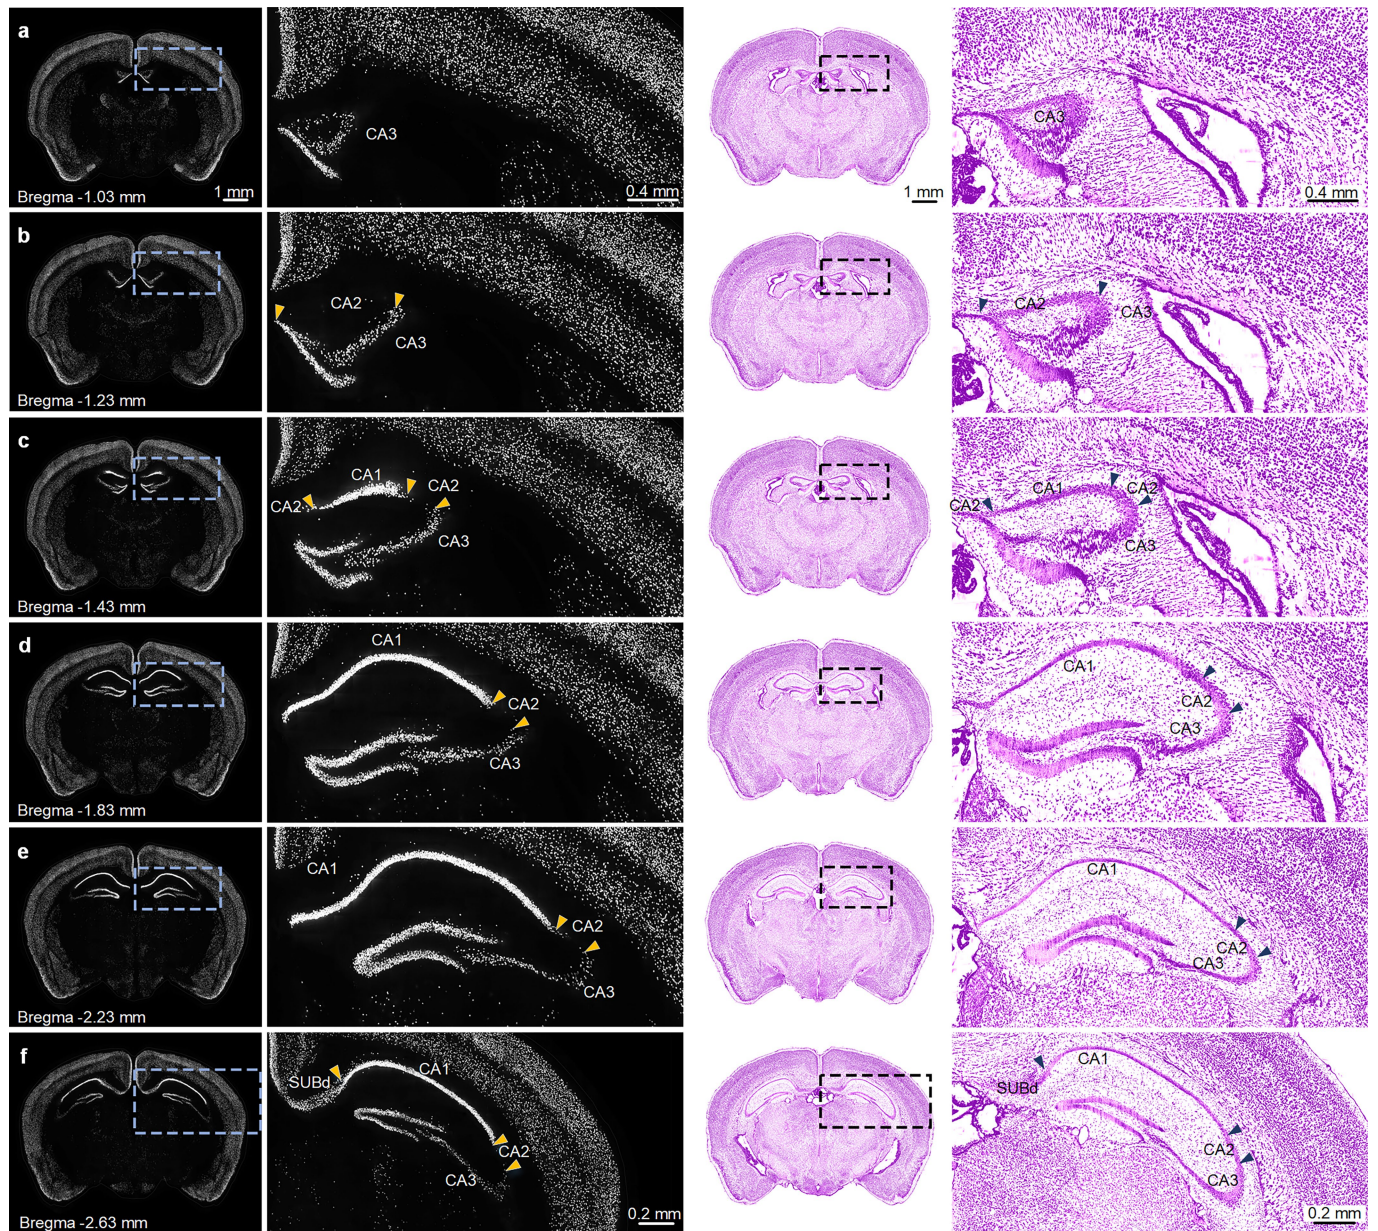 a
CA3
CA3
Bregma -1.03 mm
1 mm
0.4 mm
1 mm
0.4 mm
b
CA2
CA3
CA2
CA3
Bregma -1.23 mm
c
CA1
CA2
CA2
CA3
CA1
CA2
CA2
CA3
Bregma -1.43 mm
d
CA1
CA2
CA3
CA1
CA2
CA3
Bregma -1.83 mm
e
CA1
CA2
CA3
CA1
CA2
CA3
Bregma -2.23 mm
f
SUBd
CA1
CA2
CA3
CA1
SUBd
CA2
CA3
Bregma -2.63 mm
0.2 mm
0.2 mm